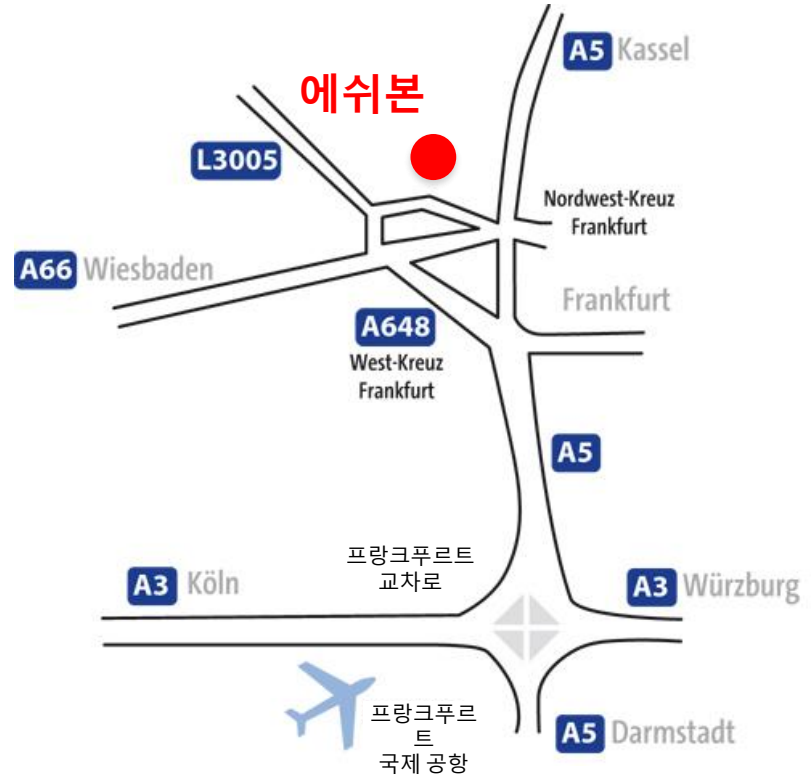 A5 Kassel
에쉬본
L3005
Nordwest-Kreuz
Frankfurt
A66 Wiesbaden
Frankfurt
A648
West-Kreuz
Frankfurt
A5
프랑크푸르트
교차로
A3 Köln
A3 Würzburg
프랑크푸르
트
국제 공항
A5 Darmstadt